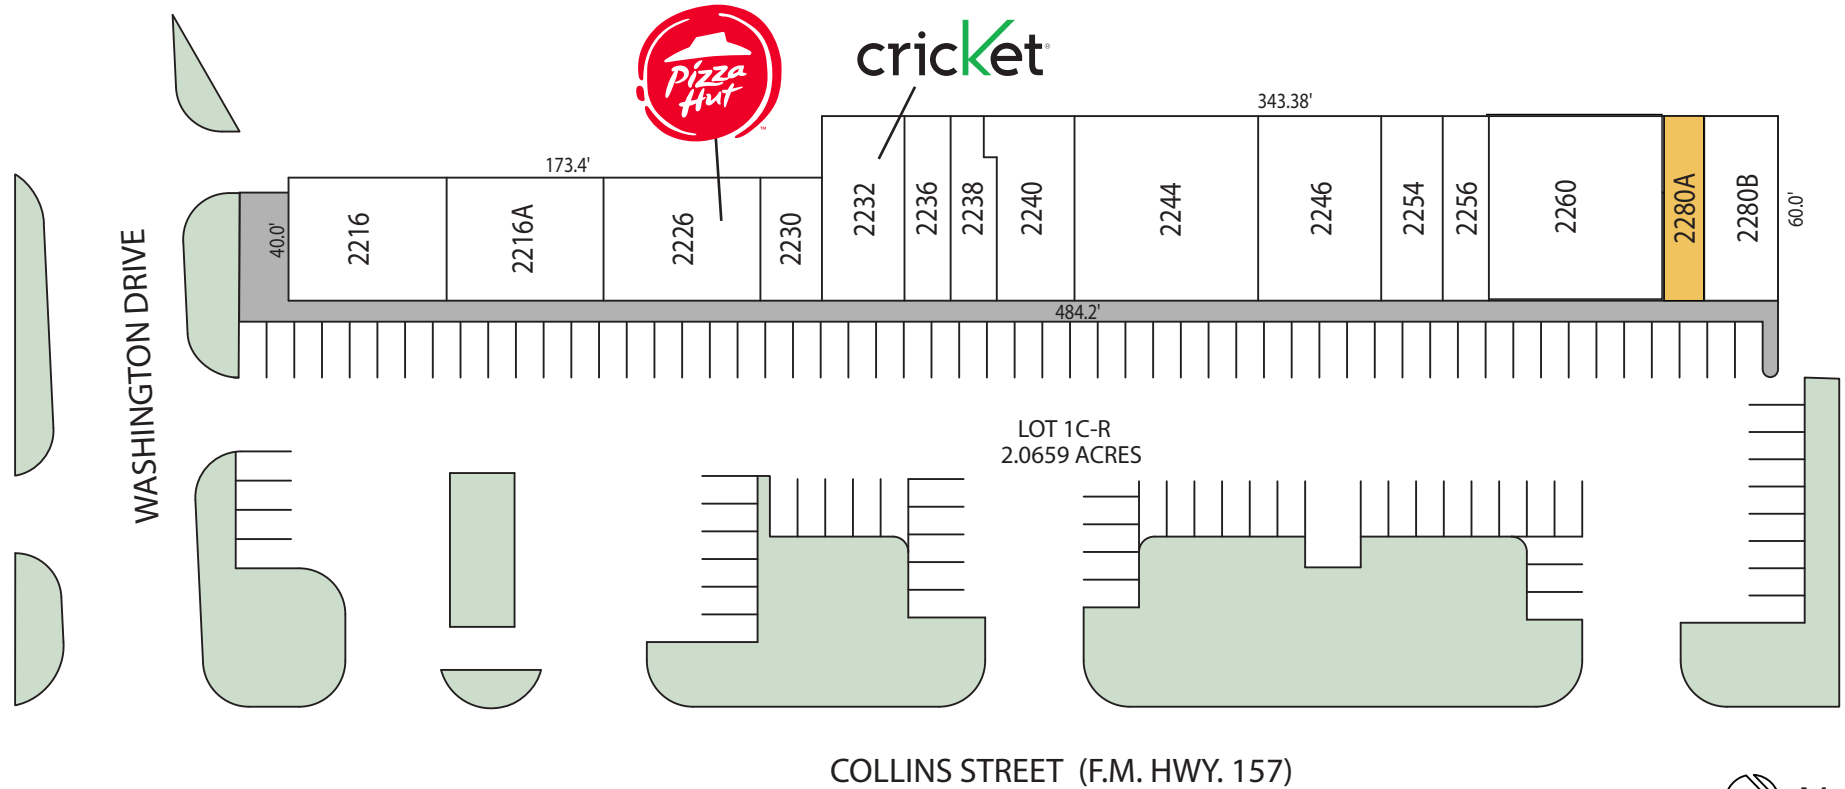 Pizza
Hut
™
cricket
®
343.38'
173.4'
40.0'
2216
2216A
2226
2230
2232
2236
2238
2240
2244
2246
2254
2256
2260
2280A
2280B
60.0'
484.2'
WASHINGTON DRIVE
LOT 1C-R
2.0659 ACRES
COLLINS STREET (F.M. HWY. 157)